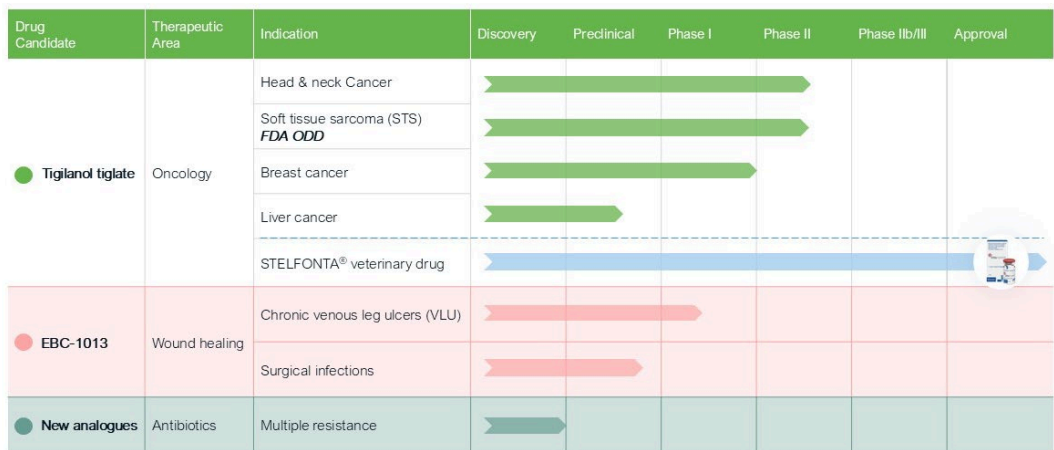 Drug
Candidate
Therapeutic
Area
Indication
Discovery
Preclinical
Phase I
Phase II
Phase IIb/III
Approval
Head & neck Cancer
Soft tissue sarcoma (STS)
FDA ODD
Tigilanol tiglate
Oncology
Breast cancer
Liver cancer
STELFONTA® veterinary drug
Chronic venous leg ulcers (VLU)
EBC-1013
Wound healing
Surgical infections
New analogues
Antibiotics
Multiple resistance